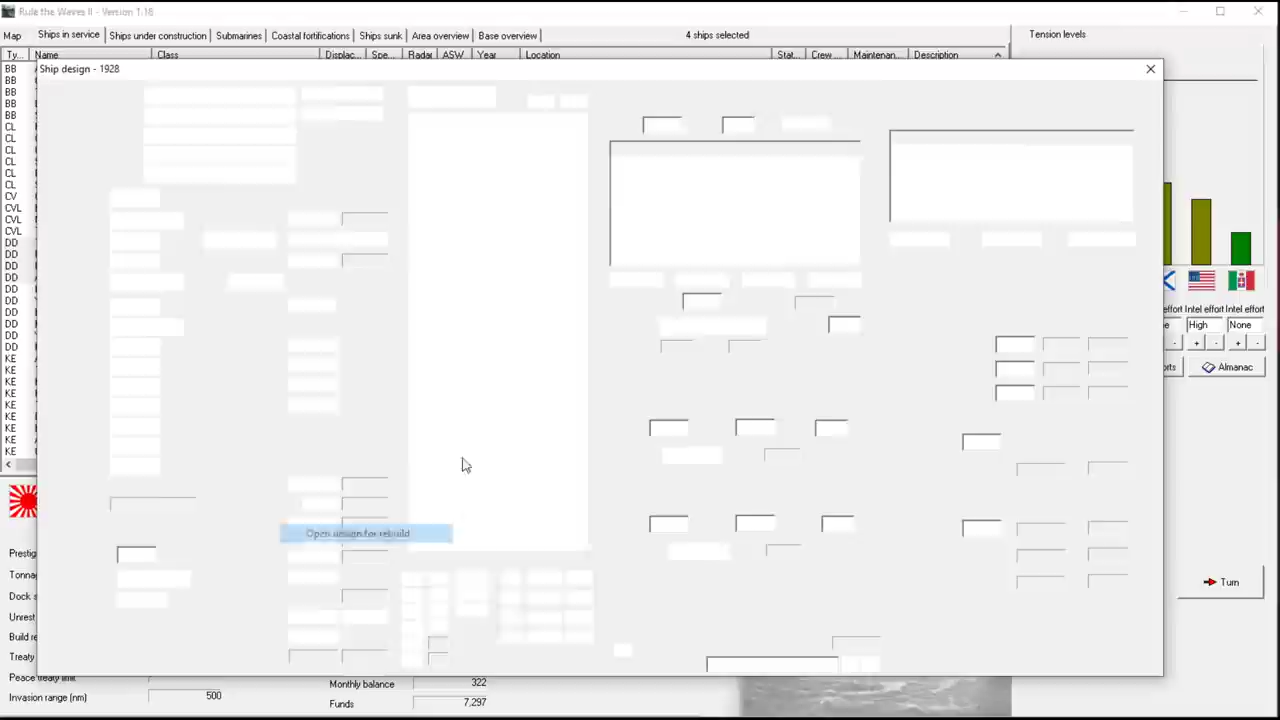 Rule the Waves II - Version 1.18
Map Ships in service Ships under construction Submarines Coastal fortifications Ships sunk Area overview Base overview 4 ships selected Tension levels
Ty... Name Class Displac... Spe... Radar ASW Year Location Stat... Crew ... Maintenan... Description
Ship design - 1928
BB
BB
BB
BB
BB
CL
CL
CL
CL
CL
CV
CVL
CVL
CVL
DD
DD
DD
DD
DD
DD
DD
DD
DD
DD
KE
KE
KE
KE
KE
KE
KE
KE
KE
effort Intel effort Intel effort
High None
+ - + -
Almanac
Open design for rebuild
Prestig
Tonna
Dock s
Unrest
Build re
Treaty
Peace treaty limit
Invasion range (nm) 500
Monthly balance 322
Funds 7,297
Turn